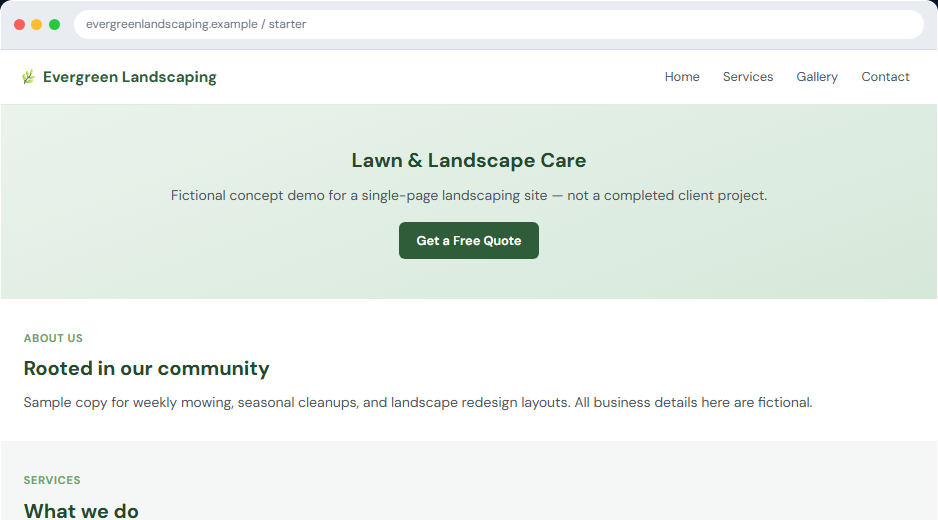 evergreenlandscaping.example / starter
Evergreen Landscaping
Home Services Gallery Contact
Lawn & Landscape Care
Fictional concept demo for a single-page landscaping site — not a completed client project.
Get a Free Quote
ABOUT US
Rooted in our community
Sample copy for weekly mowing, seasonal cleanups, and landscape redesign layouts. All business details here are fictional.
SERVICES
What we do